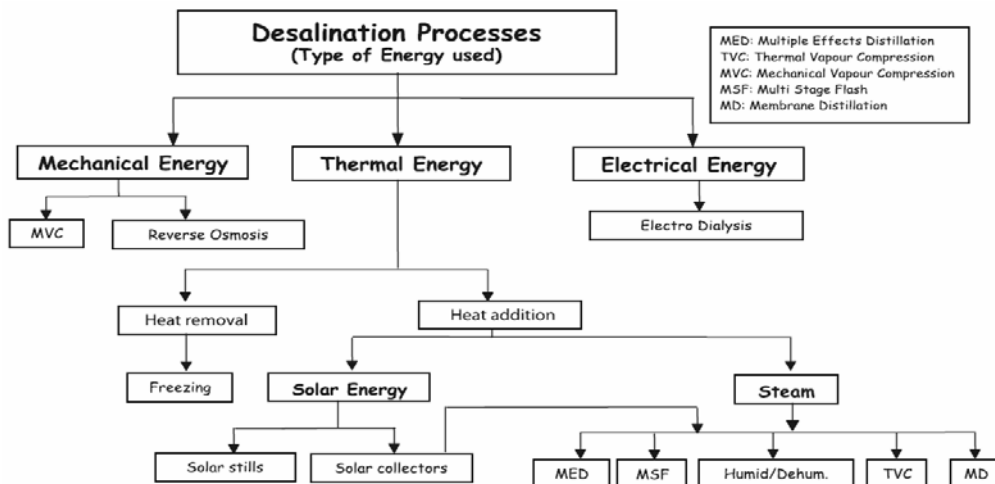 Desalination Processes
(Type of Energy used)
MED: Multiple Effects Distillation
TVC: Thermal Vapour Compression
MVC: Mechanical Vapour Compression
MSF: Multi Stage Flash
MD: Membrane Distillation
Mechanical Energy
Thermal Energy
Electrical Energy
MVC
Reverse Osmosis
Electro Dialysis
Heat removal
Heat addition
Freezing
Solar Energy
Steam
Solar stills
Solar collectors
MED
MSF
Humid/Dehum.
TVC
MD